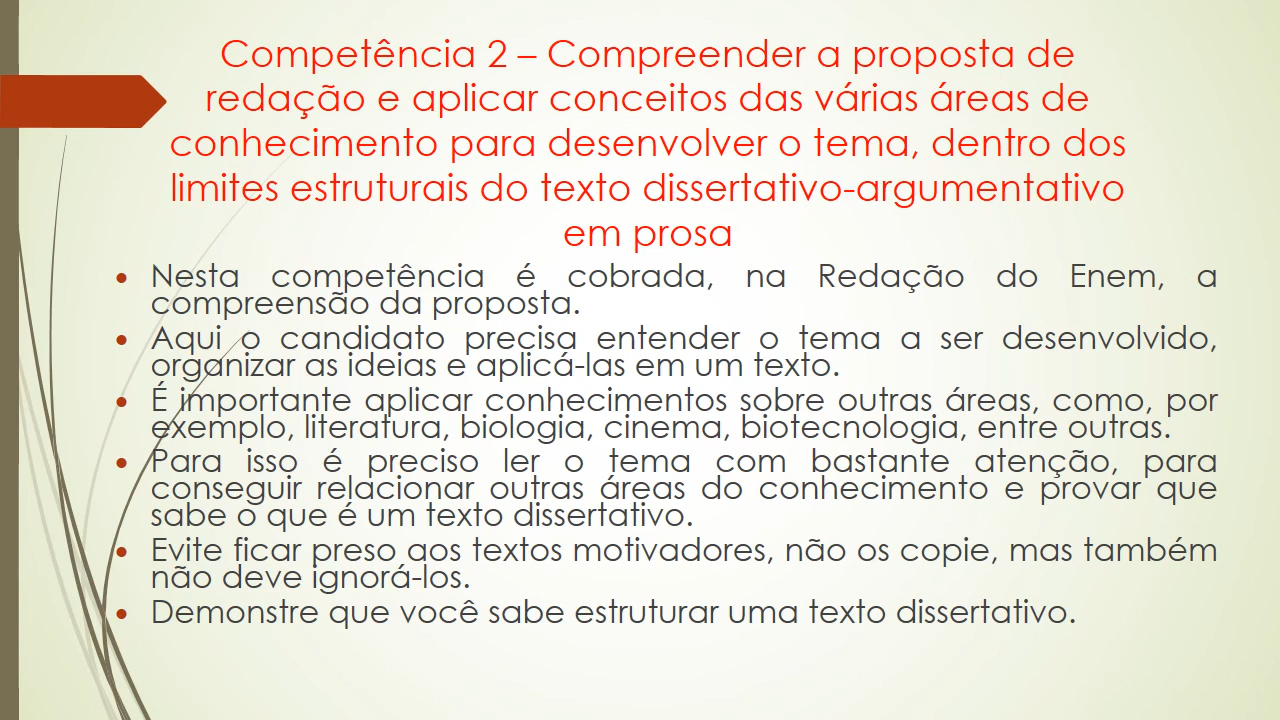 Competência 2 – Compreender a proposta de
redação e aplicar conceitos das várias áreas de
conhecimento para desenvolver o tema, dentro dos
limites estruturais do texto dissertativo-argumentativo
em prosa
• Nesta competência é cobrada, na Redação do Enem, a
compreensão da proposta.
• Aqui o candidato precisa entender o tema a ser desenvolvido,
organizar as ideias e aplicá-las em um texto.
• É importante aplicar conhecimentos sobre outras áreas, como, por
exemplo, literatura, biologia, cinema, biotecnologia, entre outras.
• Para isso é preciso ler o tema com bastante atenção, para
conseguir relacionar outras áreas do conhecimento e provar que
sabe o que é um texto dissertativo.
• Evite ficar preso aos textos motivadores, não os copie, mas também
não deve ignorá-los.
• Demonstre que você sabe estruturar uma texto dissertativo.